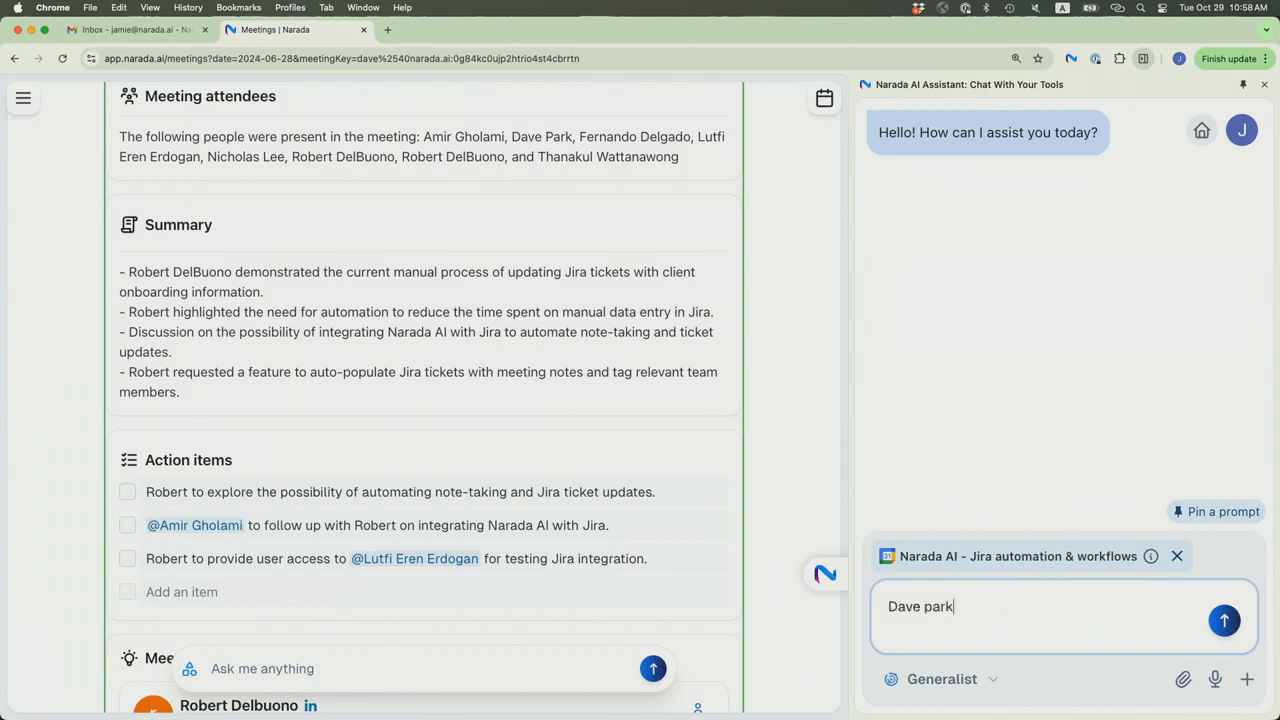 Chrome File Edit View History Bookmarks Profiles Tab Window Help
A
Tue Oct 29 10:58 AM
Inbox - jamie@narada.ai - Na
Meetings | Narada
app.narada.ai/meetings?date=2024-06-28&meetingKey=dave%2540narada.ai:0g84kc0ujp2htrio4st4cbrrtn
J
Finish update
Meeting attendees
The following people were present in the meeting: Amir Gholami, Dave Park, Fernando Delgado, Lutfi
Eren Erdogan, Nicholas Lee, Robert DelBuono, Robert DelBuono, and Thanakul Wattanawong
Summary
- Robert DelBuono demonstrated the current manual process of updating Jira tickets with client
onboarding information.
- Robert highlighted the need for automation to reduce the time spent on manual data entry in Jira.
- Discussion on the possibility of integrating Narada AI with Jira to automate note-taking and ticket
updates.
- Robert requested a feature to auto-populate Jira tickets with meeting notes and tag relevant team
members.
Action items
Robert to explore the possibility of automating note-taking and Jira ticket updates.
@Amir Gholami to follow up with Robert on integrating Narada AI with Jira.
Robert to provide user access to @Lutfi Eren Erdogan for testing Jira integration.
Add an item
Mee
Ask me anything
r
Robert Delbuono in
Narada AI Assistant: Chat With Your Tools
Hello! How can I assist you today?
J
Pin a prompt
31
Narada AI - Jira automation & workflows
Dave park
Generalist